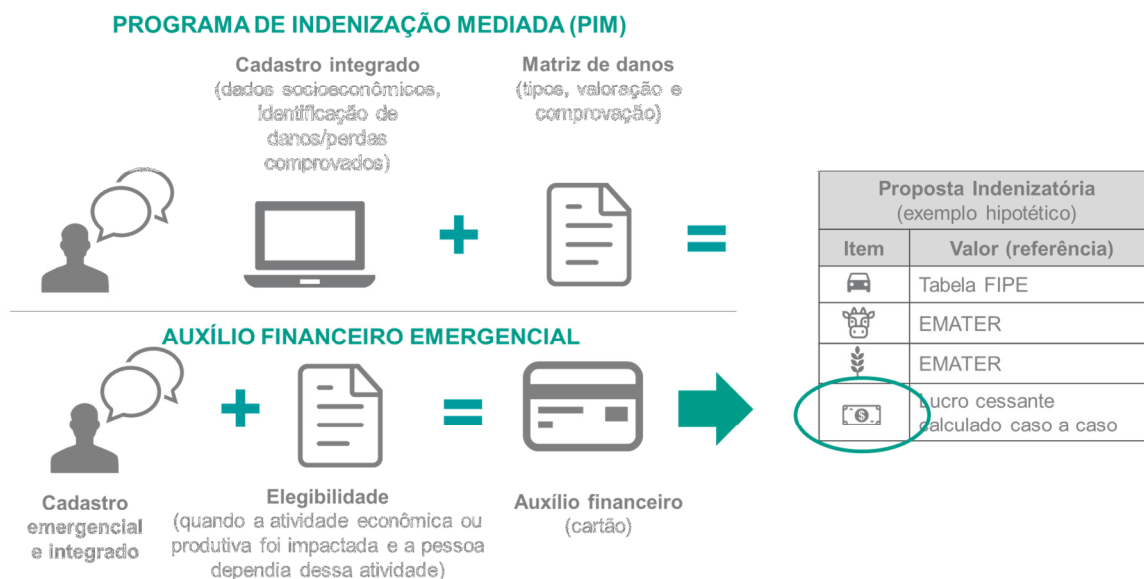 PROGRAMA DE INDENIZAÇÃO MEDIADA (PIM)
Cadastro integrado
(dados socioeconômicos,
identificação de
danos/perdas
comprovados)
Matriz de danos
(tipos, valoração e
comprovação)
Proposta Indenizatória
(exemplo hipotético)
Item
Valor (referência)
Tabela FIPE
EMATER
EMATER
Lucro cessante
calculado caso a caso
AUXÍLIO FINANCEIRO EMERGENCIAL
Cadastro
emergencial
e integrado
Elegibilidade
(quando a atividade econômica ou
produtiva foi impactada e a pessoa
dependia dessa atividade)
Auxílio financeiro
(cartão)